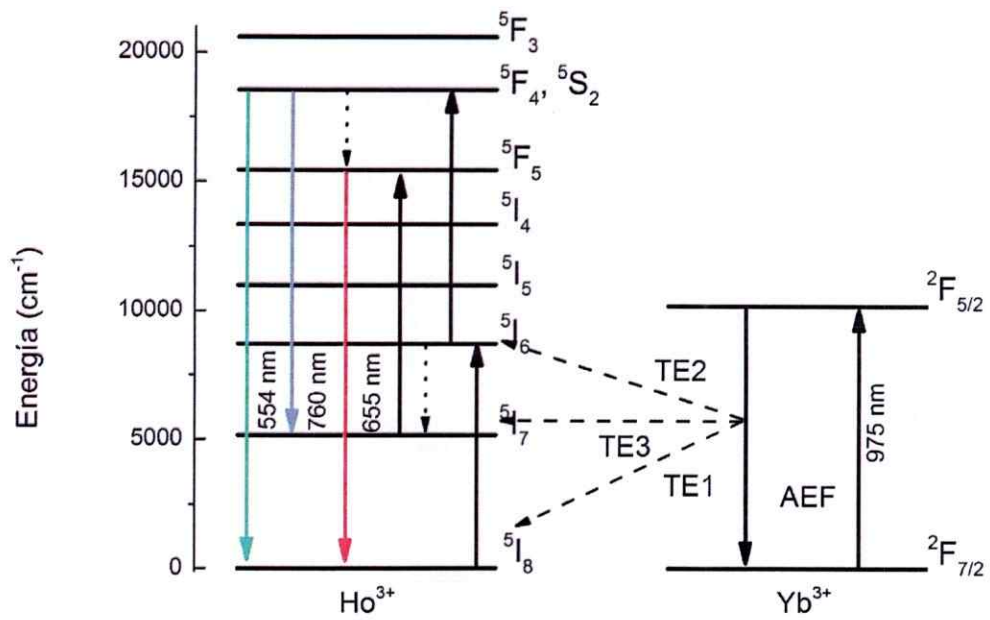 Energía (cm⁻¹)
20000
15000
10000
5000
0
⁵F₃
⁵F₄, ⁵S₂
⁵F₅
⁵I₄
⁵I₅
⁵I₆
⁵I₇
⁵I₈
554 nm
760 nm
655 nm
Ho³⁺
TE2
TE3
TE1
AEF
975 nm
²F₅/₂
²F₇/₂
Yb³⁺